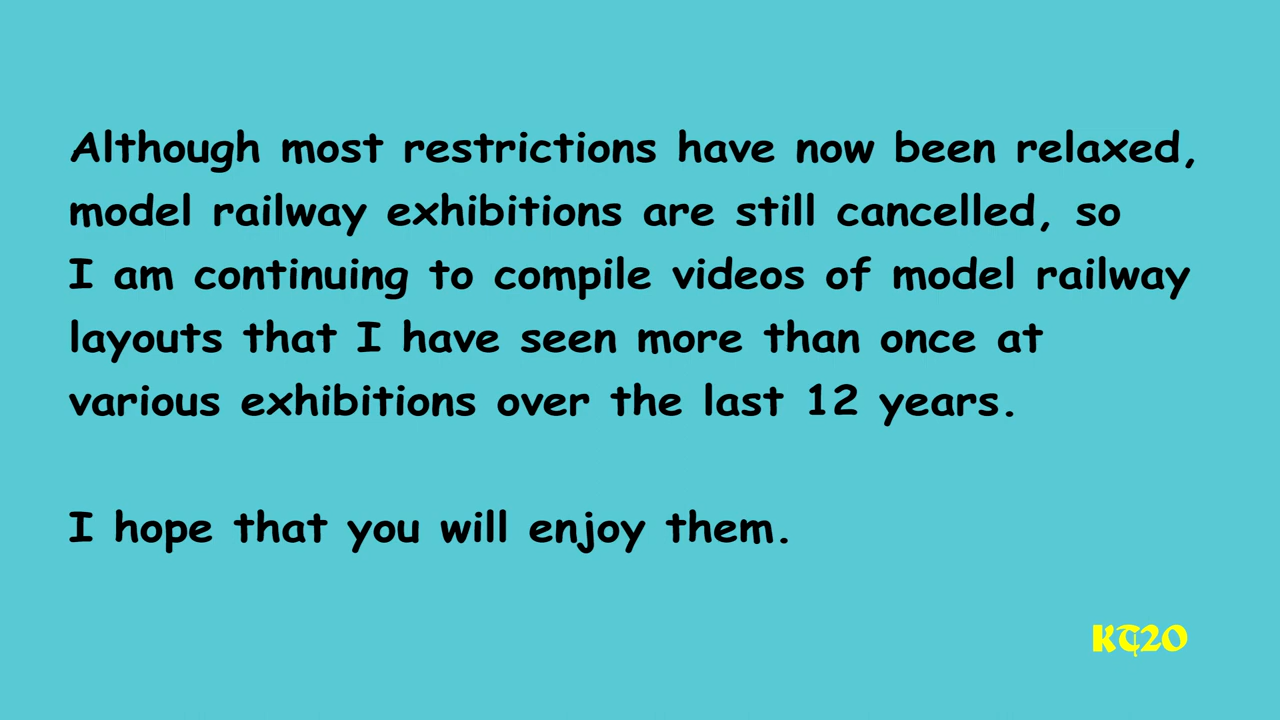 Although most restrictions have now been relaxed,
model railway exhibitions are still cancelled, so
I am continuing to compile videos of model railway
layouts that I have seen more than once at
various exhibitions over the last 12 years.
I hope that you will enjoy them.
KT20